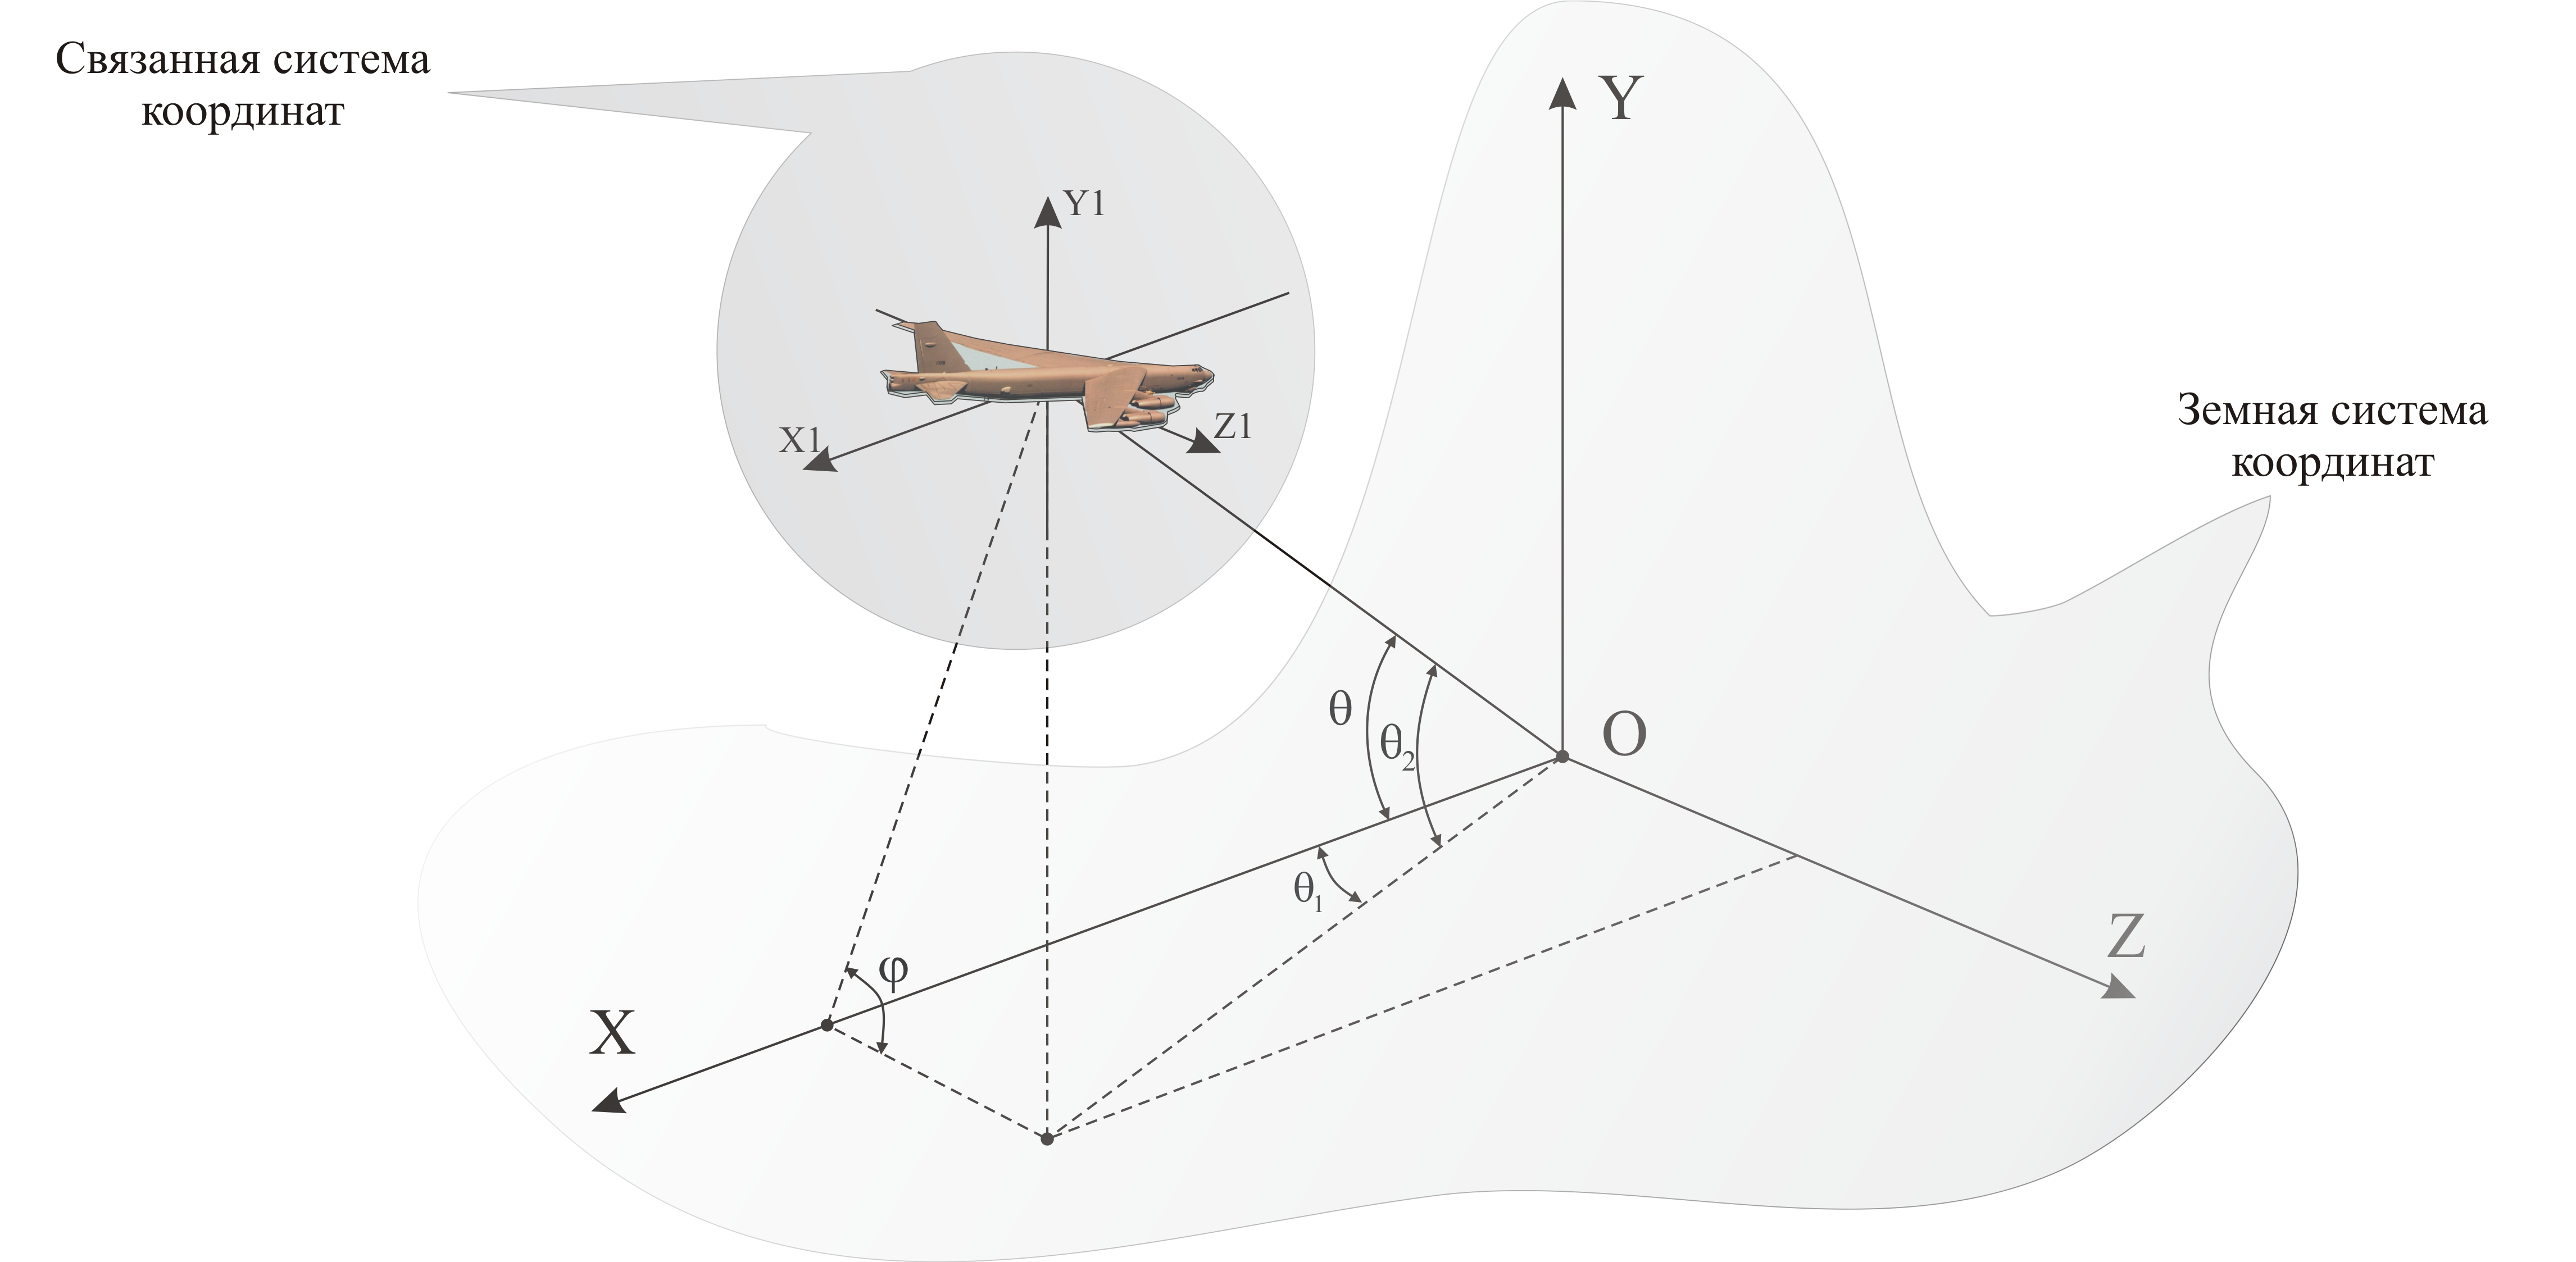 Связанная система
координат
Y
Y1
X1
Z1
Земная система
координат
θ
θ2
O
θ1
Z
φ
X